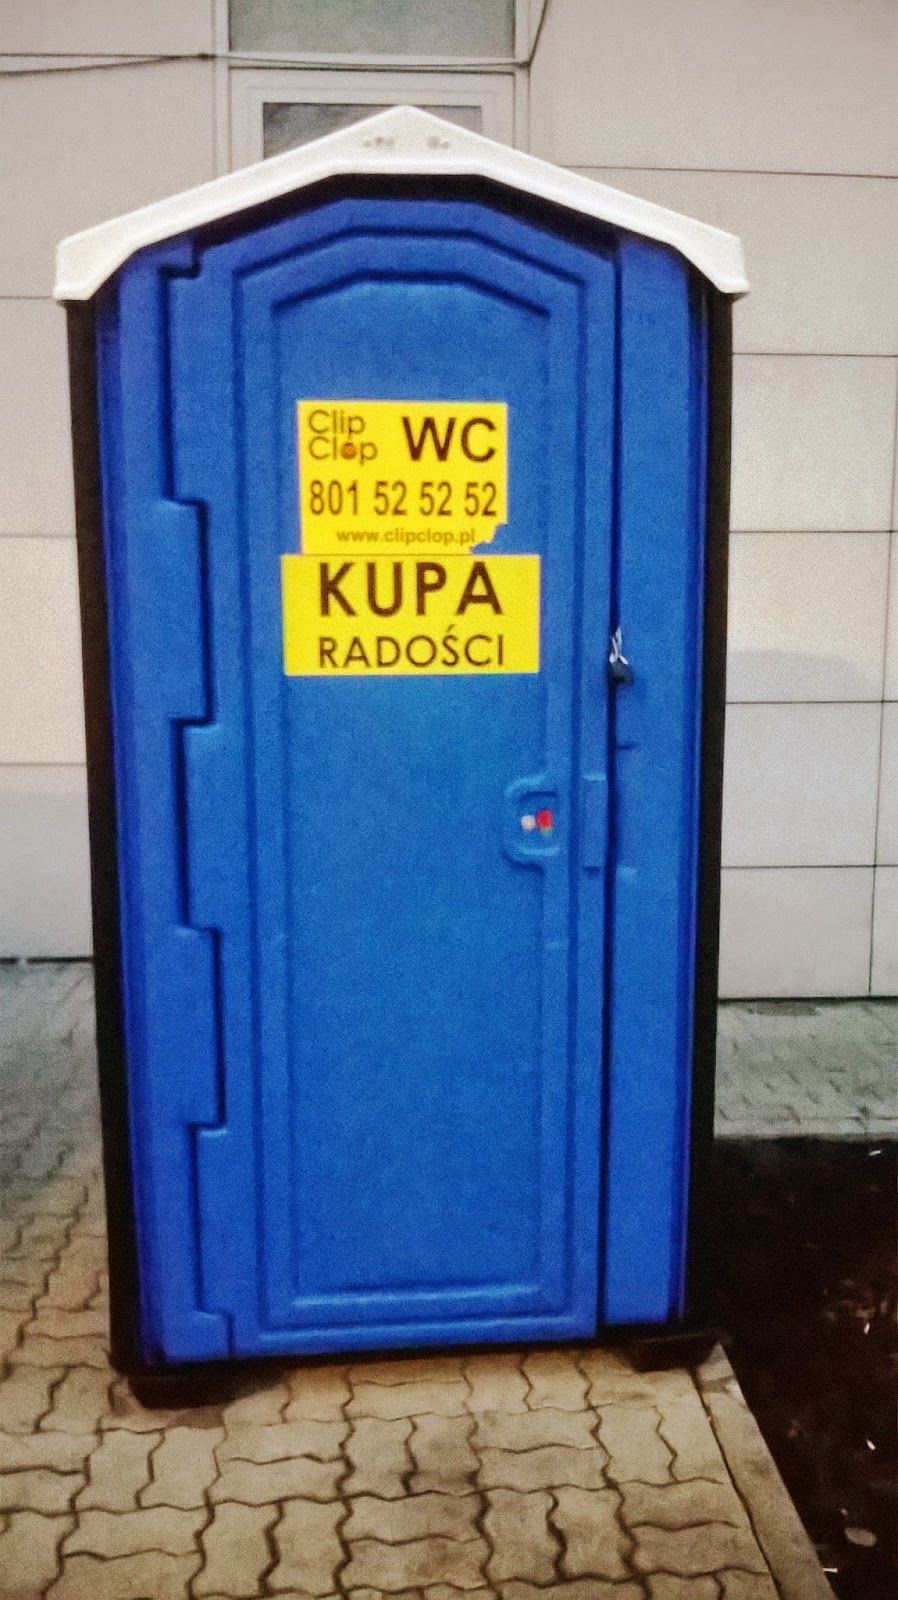 Clip WC
Clop
801 52 52 52
www.clipclop.pl
KUPA
RADOŚCI